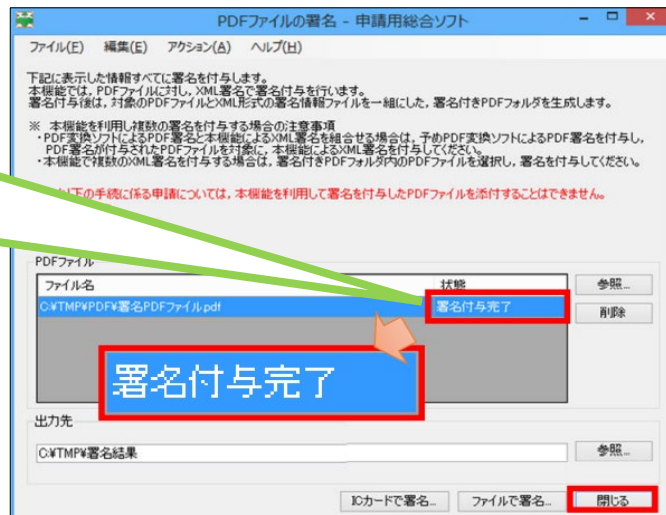 PDFファイルの署名 - 申請用総合ソフト
ファイル(F) 編集(E) アクション(A) ヘルプ(H)
下記に表示した情報すべてに署名を付与します。
本機能では，PDFファイルに対し，XML署名で署名付与を行います。
署名付与後は，対象のPDFファイルとXML形式の署名情報ファイルを一組にした，署名付きPDFフォルダを生成します。
※ 本機能を利用し複数の署名を付与する場合の注意事項
・PDF変換ソフトによるPDF署名と本機能によるXML署名を組合せる場合は，予めPDF変換ソフトによるPDF署名を付与し，
PDF署名が付与されたPDFファイルを対象に，本機能によるXML署名を付与してください。
・本機能で複数のXML署名を付与する場合は，署名付きPDFフォルダ内のPDFファイルを選択し，署名を付与してください。
以下の手続に係る申請については，本機能を利用して署名を付与したPDFファイルを添付することはできません。
PDFファイル
ファイル名 状態 参照...
C:¥TMP¥PDF¥署名PDFファイル.pdf 署名付与完了 削除
署名付与完了
出力先
C:¥TMP¥署名結果 参照...
ICカードで署名... ファイルで署名... 閉じる